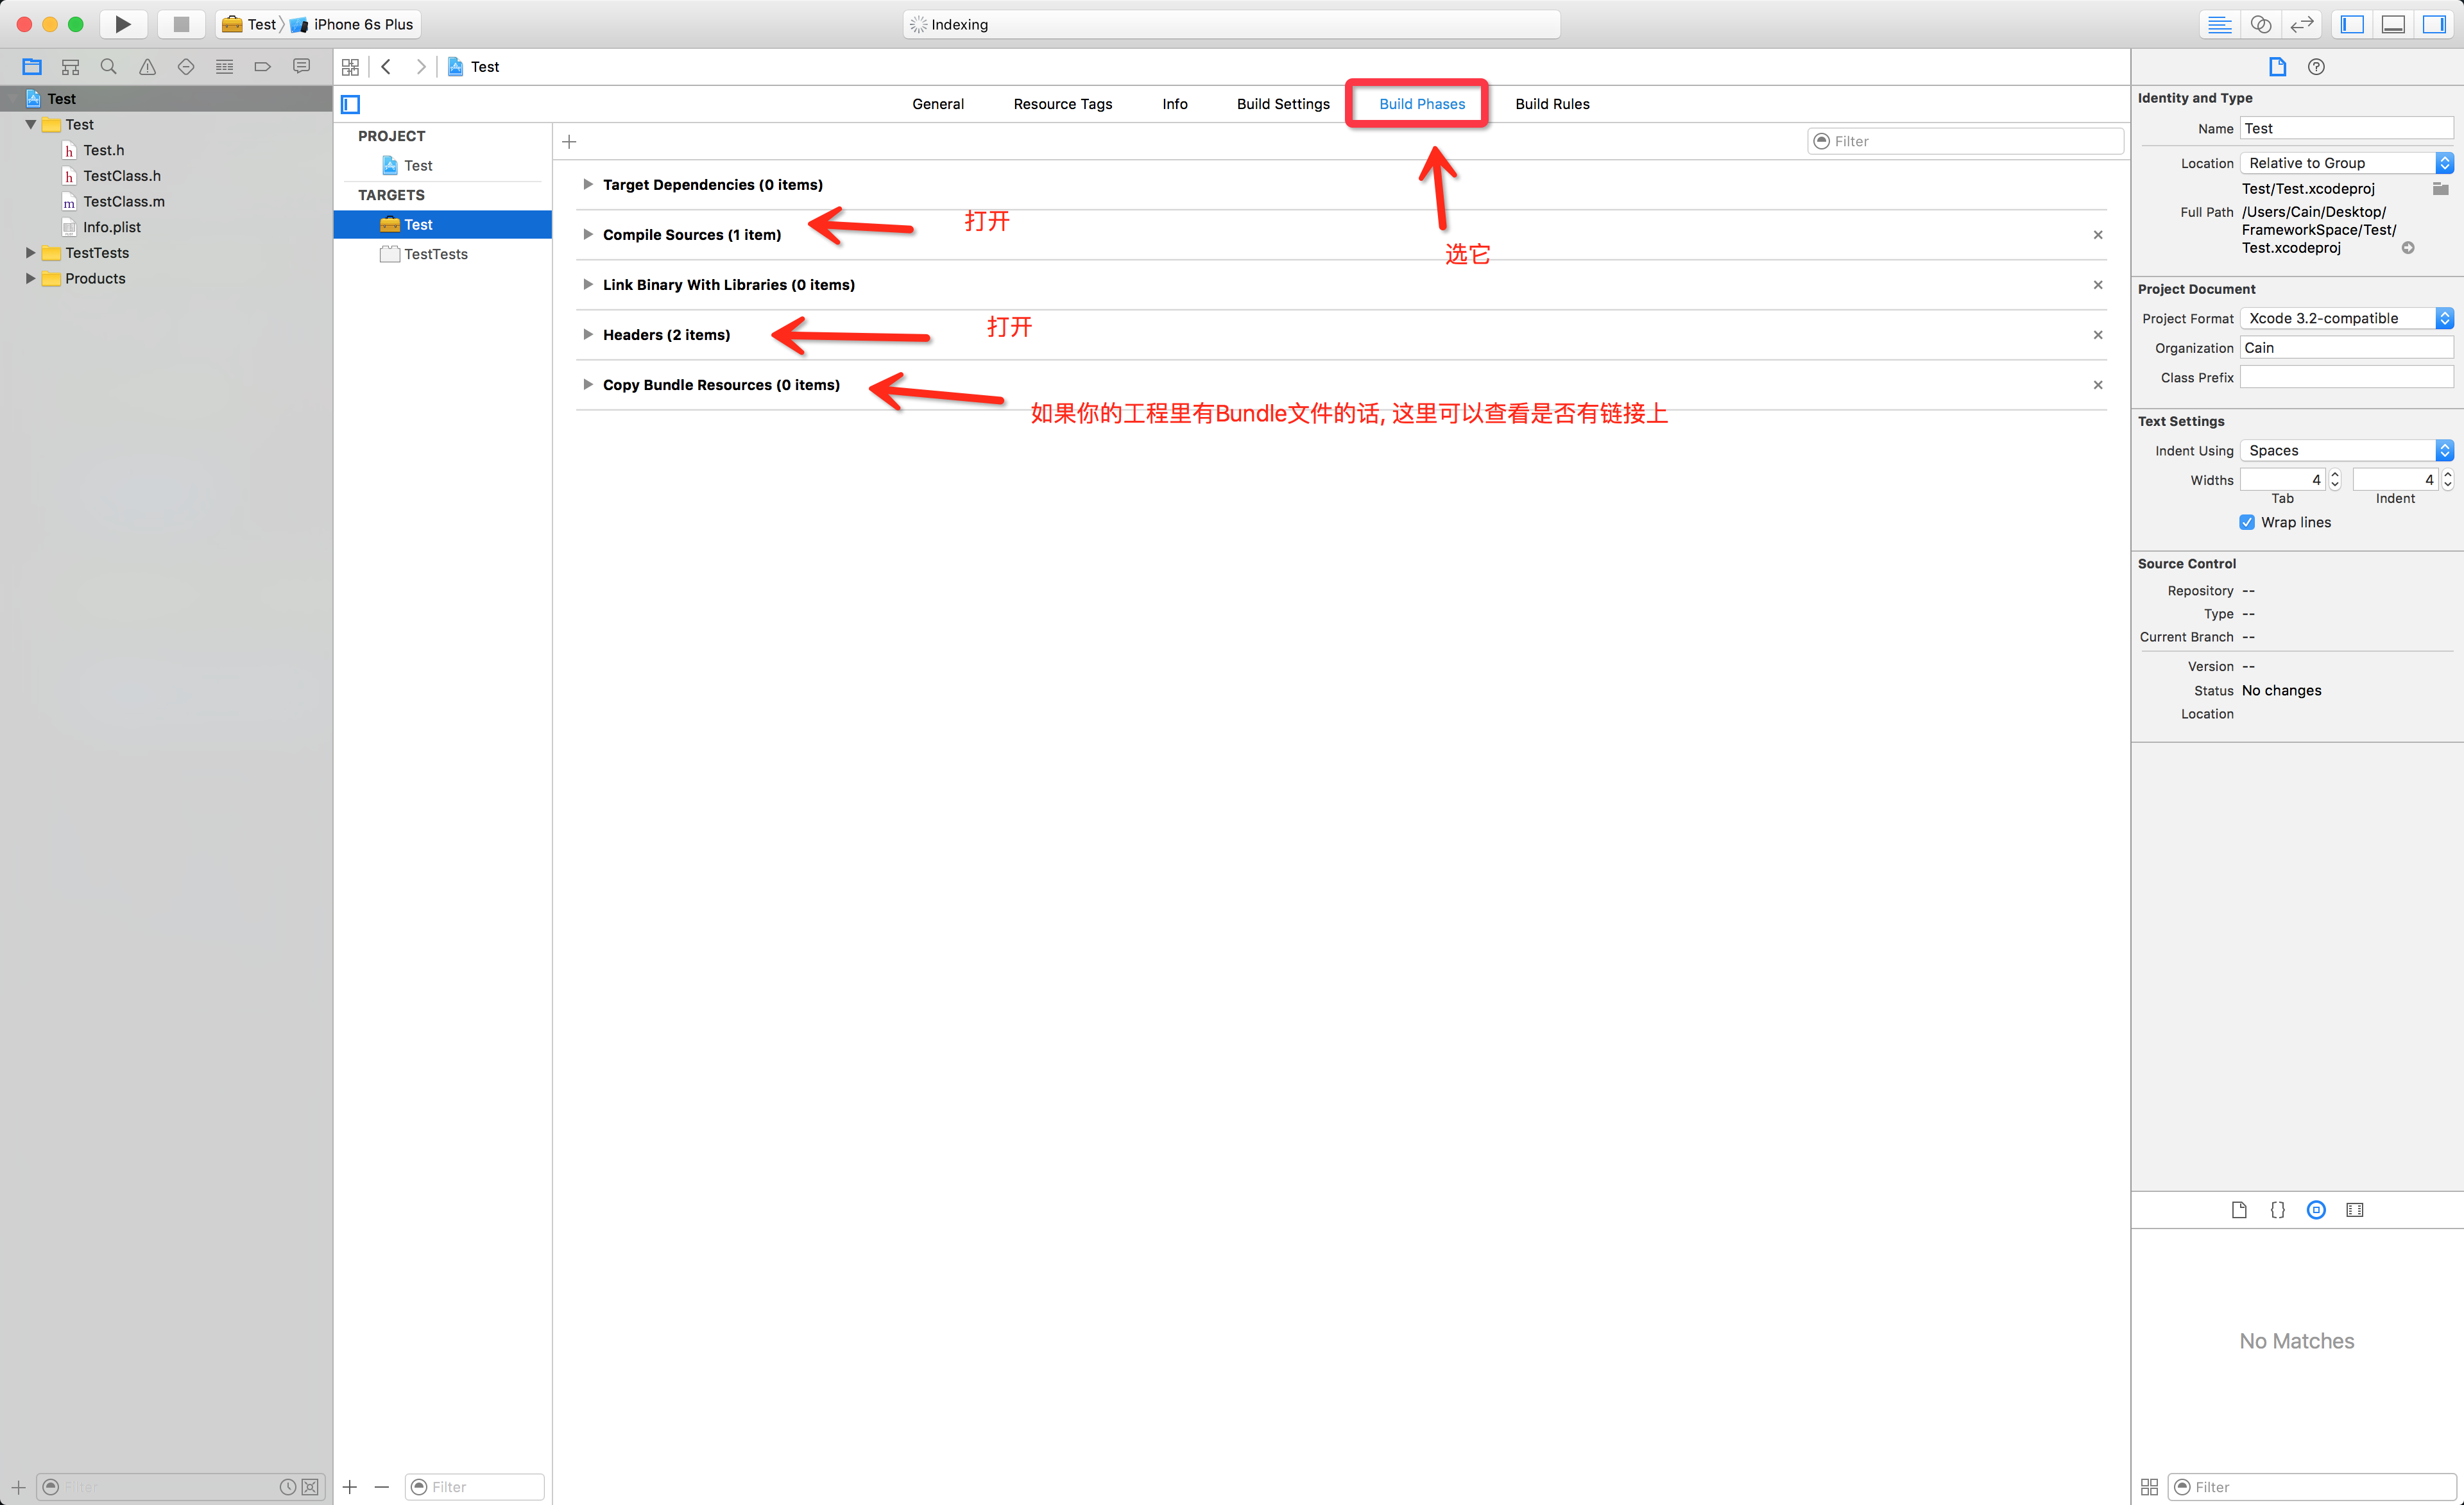 Test
iPhone 6s Plus
Indexing
Test
Test
Test
Test.h
TestClass.h
TestClass.m
Info.plist
TestTests
Products
General
Resource Tags
Info
Build Settings
Build Phases
Build Rules
PROJECT
Test
TARGETS
Test
TestTests
Filter
Target Dependencies (0 items)
打开
Compile Sources (1 item)
选它
Link Binary With Libraries (0 items)
打开
Headers (2 items)
Copy Bundle Resources (0 items)
如果你的工程里有Bundle文件的话, 这里可以查看是否有链接上
Identity and Type
Name Test
Location Relative to Group
Test/Test.xcodeproj
Full Path /Users/Cain/Desktop/
FrameworkSpace/Test/
Test.xcodeproj
Project Document
Project Format Xcode 3.2-compatible
Organization Cain
Class Prefix
Text Settings
Indent Using Spaces
Widths 4 4
Tab Indent
Wrap lines
Source Control
Repository --
Type --
Current Branch --
Version --
Status No changes
Location
No Matches
Filter
Filter
Filter